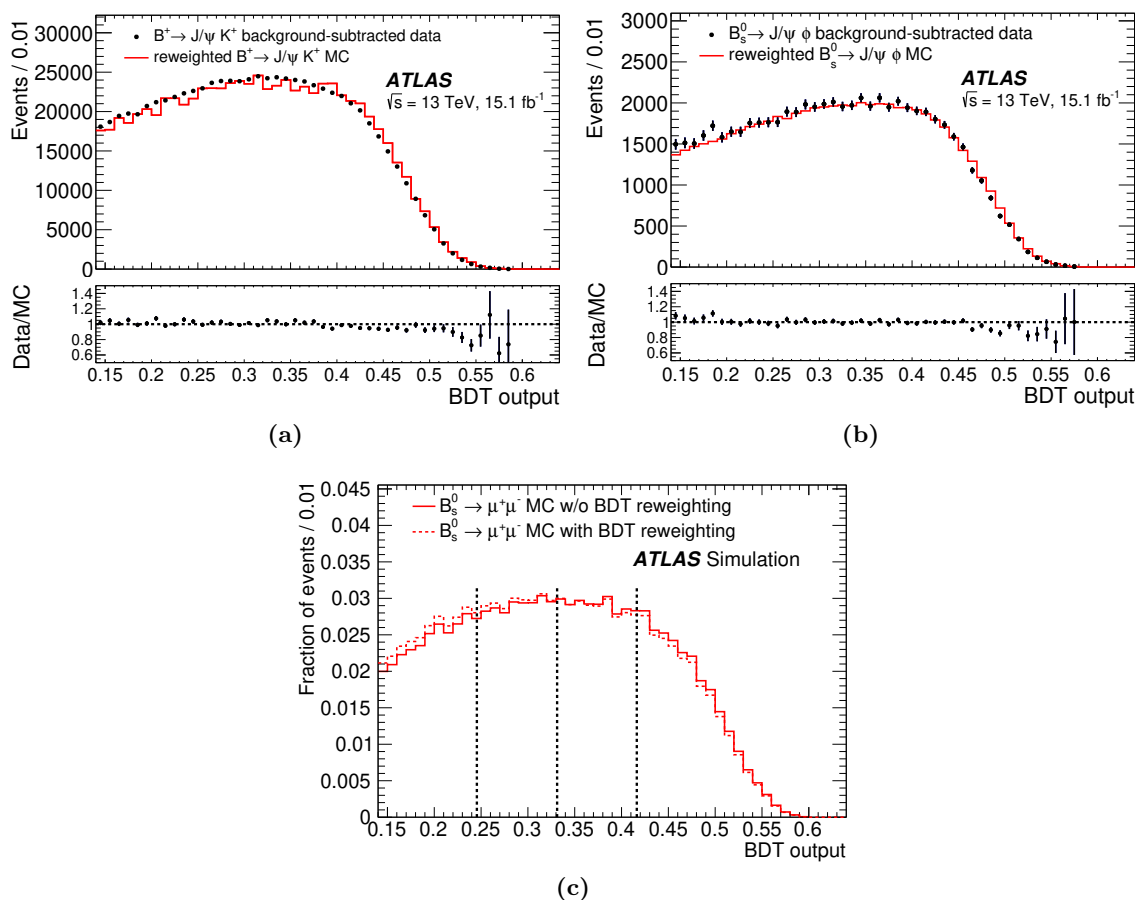 Events / 0.01
30000
25000
20000
15000
10000
5000
0
B⁺ → J/ψ K⁺ background-subtracted data
reweighted B⁺ → J/ψ K⁺ MC
ATLAS
√s = 13 TeV, 15.1 fb⁻¹
Data/MC
1.4
1.2
1
0.8
0.6
0.15 0.2 0.25 0.3 0.35 0.4 0.45 0.5 0.55 0.6
BDT output
(a)
Events / 0.01
3500
3000
2500
2000
1500
1000
500
0
B⁰ₛ → J/ψ φ background-subtracted data
reweighted B⁰ₛ → J/ψ φ MC
ATLAS
√s = 13 TeV, 15.1 fb⁻¹
Data/MC
1.4
1.2
1
0.8
0.6
0.15 0.2 0.25 0.3 0.35 0.4 0.45 0.5 0.55 0.6
BDT output
(b)
Fraction of events / 0.01
0.045
0.04
0.035
0.03
0.025
0.02
0.015
0.01
0.005
0
B⁰ₛ → μ⁺μ⁻ MC w/o BDT reweighting
B⁰ₛ → μ⁺μ⁻ MC with BDT reweighting
ATLAS Simulation
0.15 0.2 0.25 0.3 0.35 0.4 0.45 0.5 0.55 0.6
BDT output
(c)